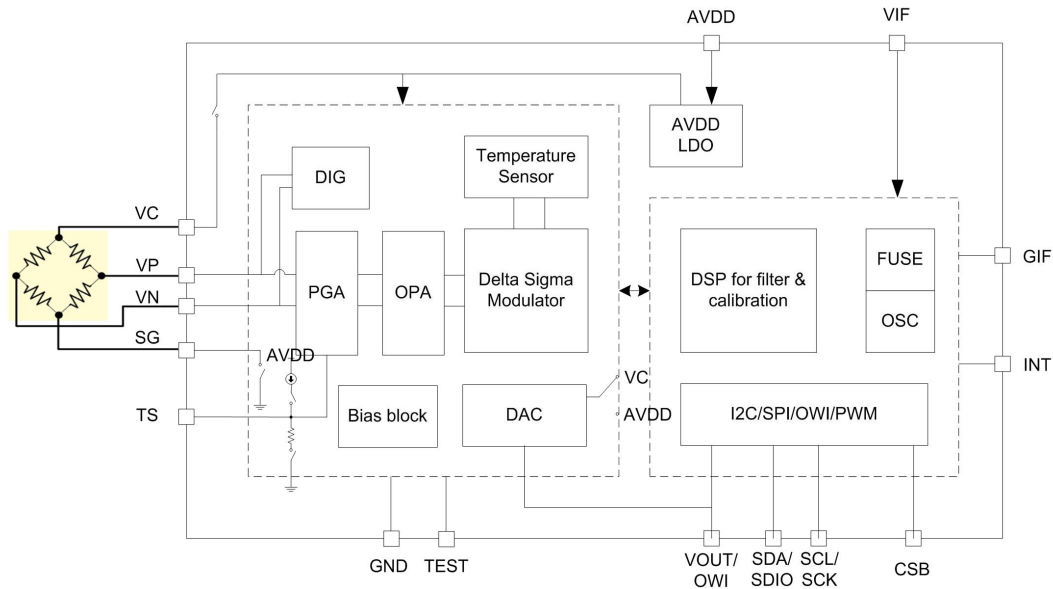 AVDD
VIF
AVDD
LDO
Temperature
Sensor
DIG
VC
VP
VN
SG
TS
PGA
OPA
Delta Sigma
Modulator
DSP for filter &
calibration
FUSE
OSC
GIF
INT
AVDD
VC
AVDD
Bias block
DAC
I2C/SPI/OWI/PWM
GND
TEST
VOUT/
OWI
SDA/
SDIO
SCL/
SCK
CSB